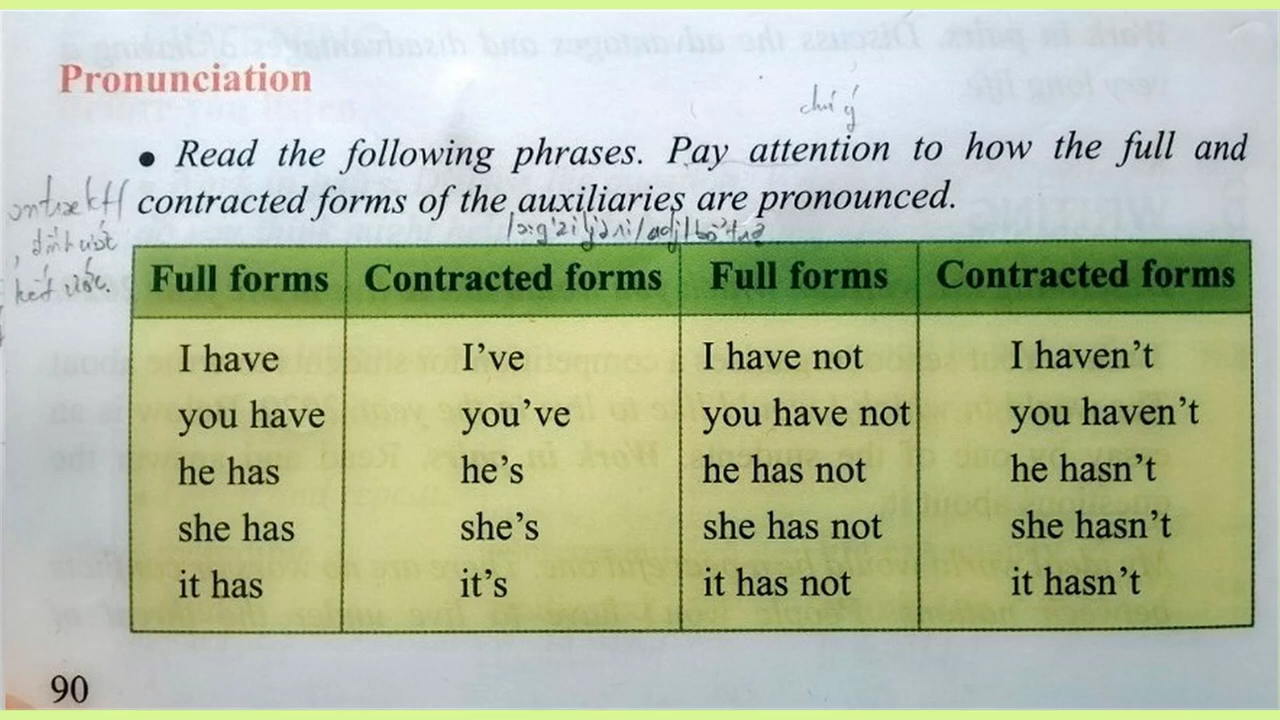 Pronunciation
chú ý
• Read the following phrases. Pay attention to how the full and
contracted forms of the auxiliaries are pronounced.
Full forms Contracted forms Full forms Contracted forms
I have I’ve I have not I haven’t
you have you’ve you have not you haven’t
he has he’s he has not he hasn’t
she has she’s she has not she hasn’t
it has it’s it has not it hasn’t
90